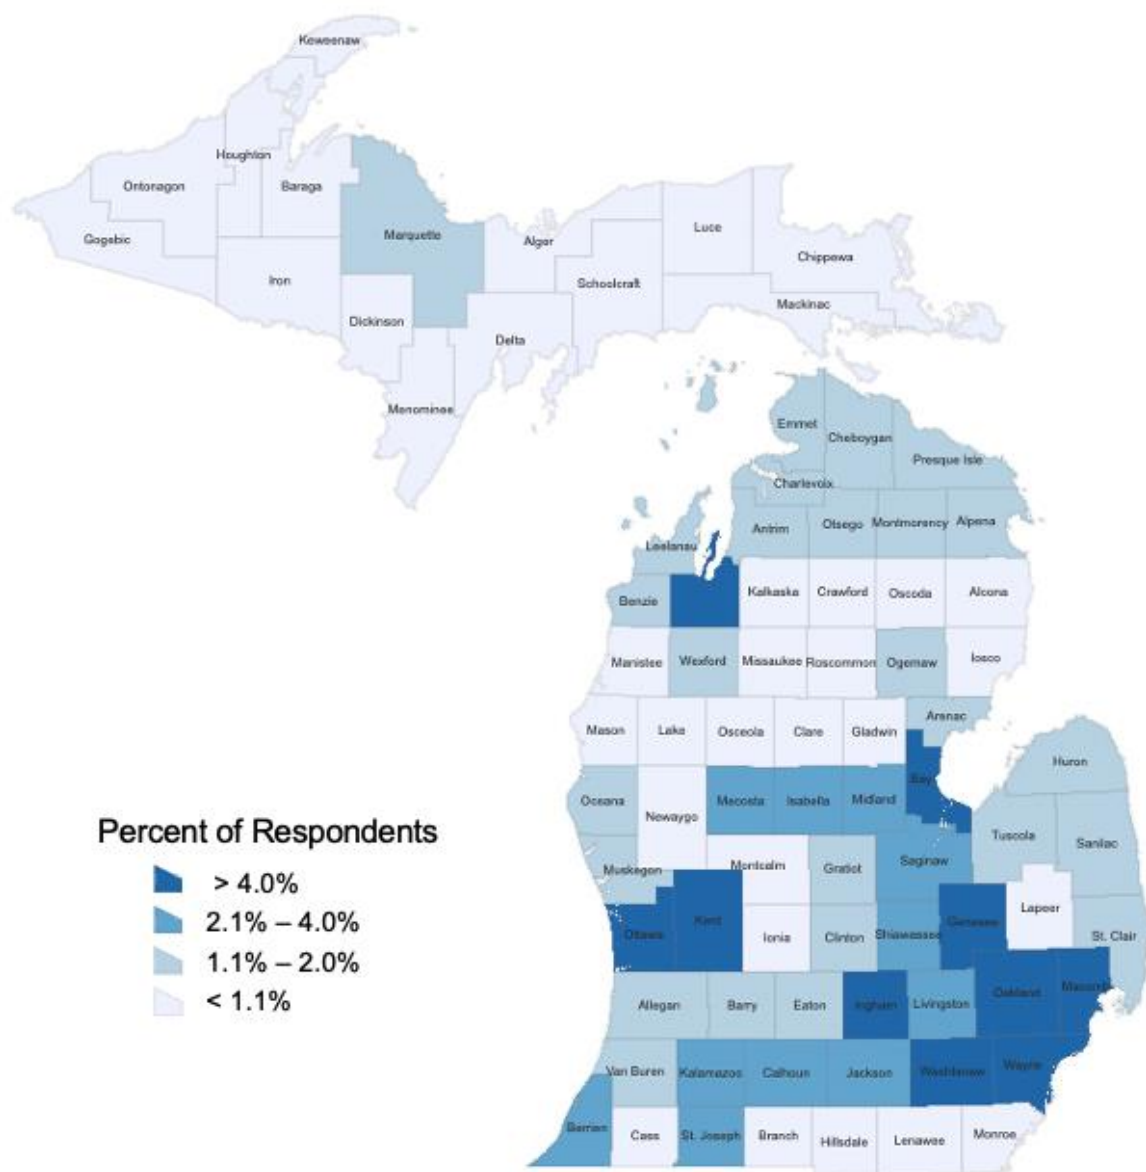 Keweenaw
Houghton
Ontonagon
Baraga
Gogebic
Marquette
Alger
Luce
Chippewa
Iron
Schoolcraft
Mackinac
Dickinson
Delta
Menominee
Emmet
Cheboygan
Presque Isle
Charlevoix
Antrim
Otsego
Montmorency
Alpena
Leelanau
Benzie
Kalkaska
Crawford
Oscoda
Alcona
Manistee
Wexford
Missaukee
Roscommon
Ogemaw
Iosco
Mason
Lake
Osceola
Clare
Gladwin
Arenac
Huron
Oceana
Newaygo
Mecosta
Isabella
Midland
Bay
Tuscola
Sanilac
Muskegon
Montcalm
Gratiot
Saginaw
Ottawa
Kent
Ionia
Clinton
Shiawassee
Genesee
Lapeer
St. Clair
Allegan
Barry
Eaton
Ingham
Livingston
Oakland
Macomb
Van Buren
Kalamazoo
Calhoun
Jackson
Washtenaw
Wayne
Berrien
Cass
St. Joseph
Branch
Hillsdale
Lenawee
Monroe
Percent of Respondents
> 4.0%
2.1% – 4.0%
1.1% – 2.0%
< 1.1%